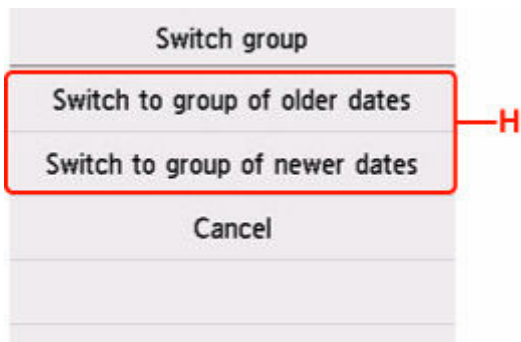 Switch group
Switch to group of older dates
H
Switch to group of newer dates
Cancel